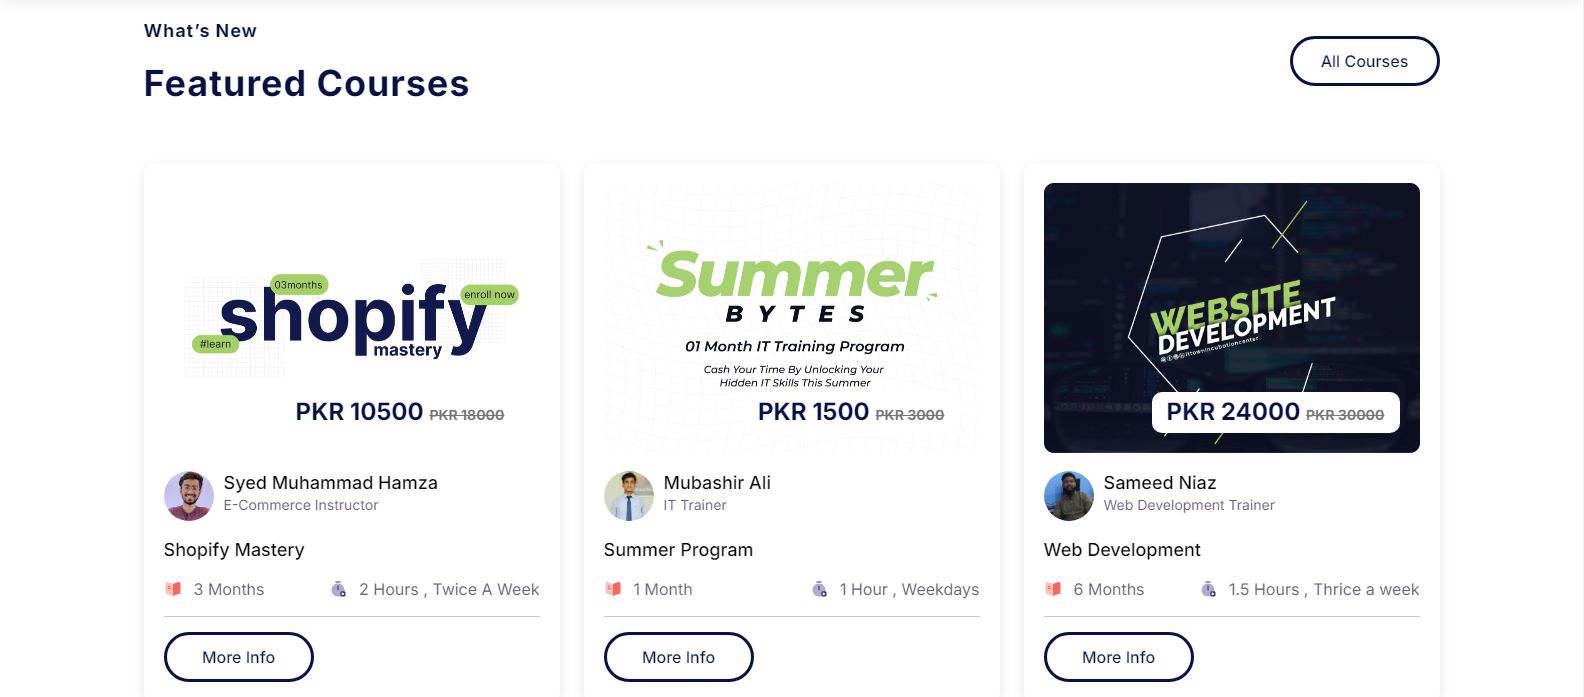 What's New
Featured Courses
All Courses
03months
enroll now
shopify
#learn
mastery
PKR 10500 PKR 18000
Syed Muhammad Hamza
E-Commerce Instructor
Shopify Mastery
3 Months
2 Hours , Twice A Week
More Info
Summer
BYTES
01 Month IT Training Program
Cash Your Time By Unlocking Your
Hidden IT Skills This Summer
PKR 1500 PKR 3000
Mubashir Ali
IT Trainer
Summer Program
1 Month
1 Hour , Weekdays
More Info
WEBSITE
DEVELOPMENT
PKR 24000 PKR 30000
Sameed Niaz
Web Development Trainer
Web Development
6 Months
1.5 Hours , Thrice a week
More Info